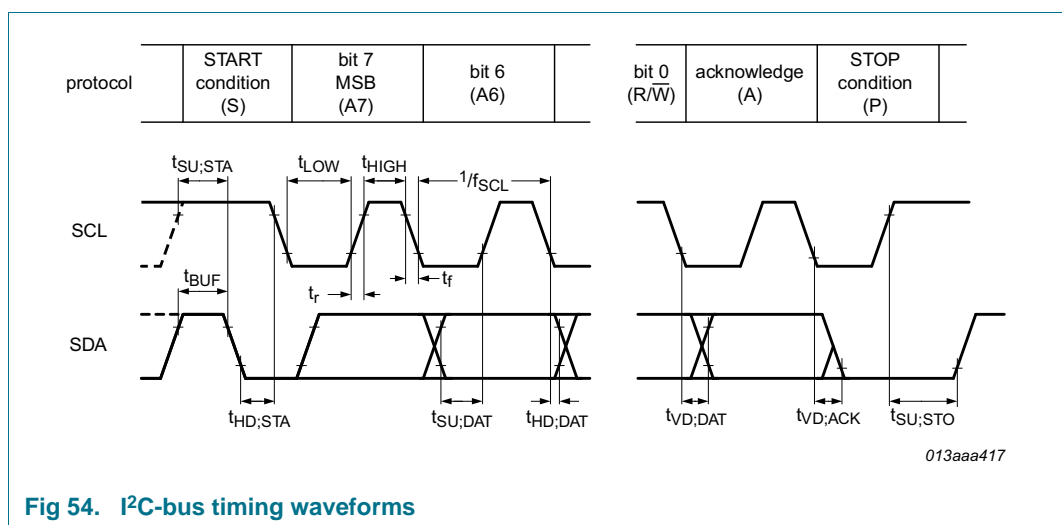 protocol
START
condition
(S)
bit 7
MSB
(A7)
bit 6
(A6)
bit 0
(R/W̅)
acknowledge
(A)
STOP
condition
(P)
tSU;STA
tLOW
tHIGH
1/fSCL
SCL
tBUF
tr
tf
SDA
tHD;STA
tSU;DAT
tHD;DAT
tVD;DAT
tVD;ACK
tSU;STO
013aaa417
Fig 54. I²C-bus timing waveforms